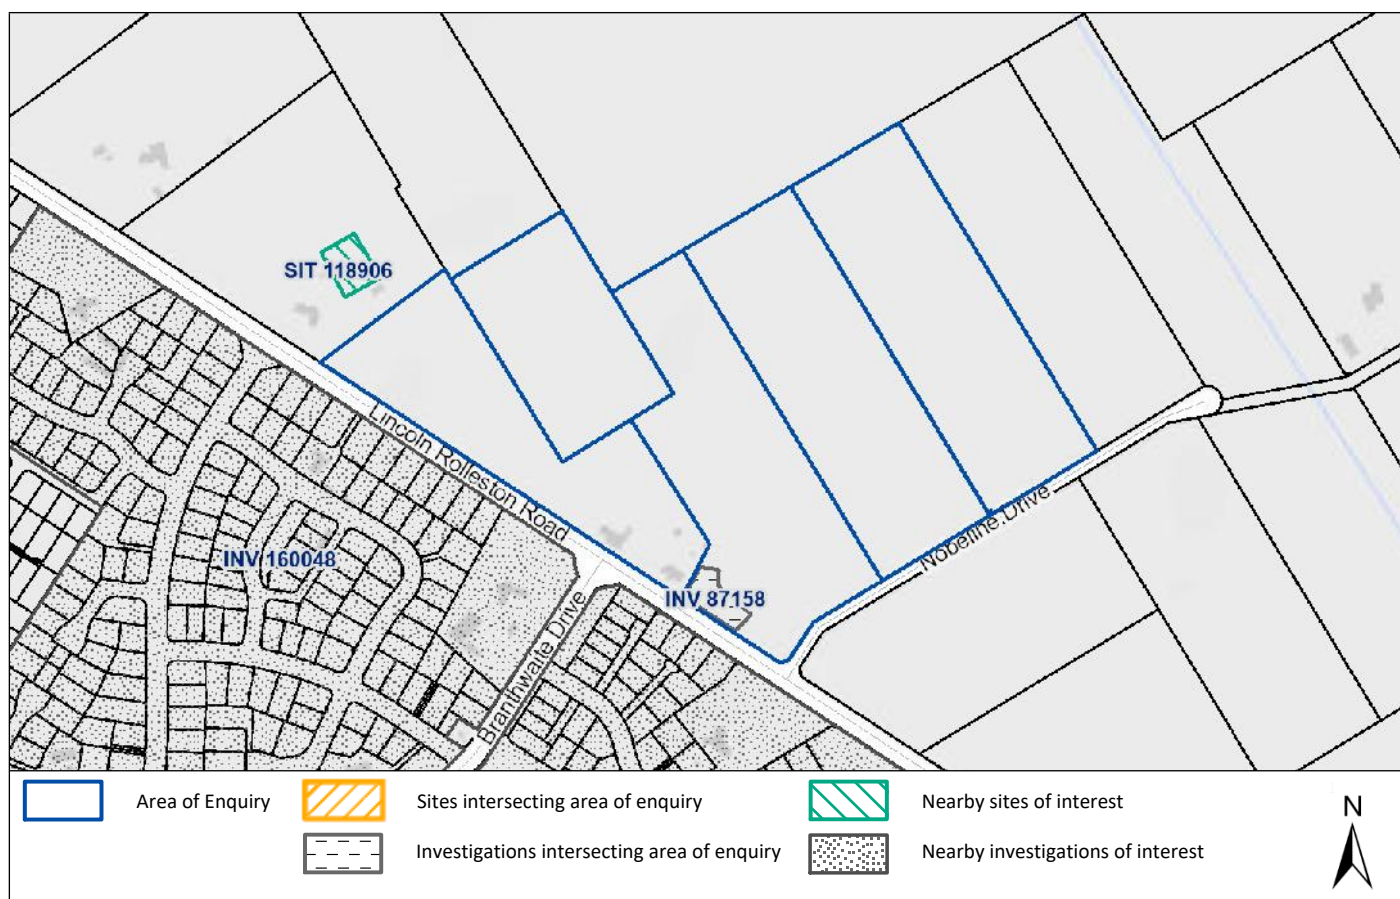 SIT 118906
Lincoln Rolleston Road
INV 160048
INV 87158
Nobeline Drive
Branthwaite Drive
Area of Enquiry
Sites intersecting area of enquiry
Nearby sites of interest
N
Investigations intersecting area of enquiry
Nearby investigations of interest